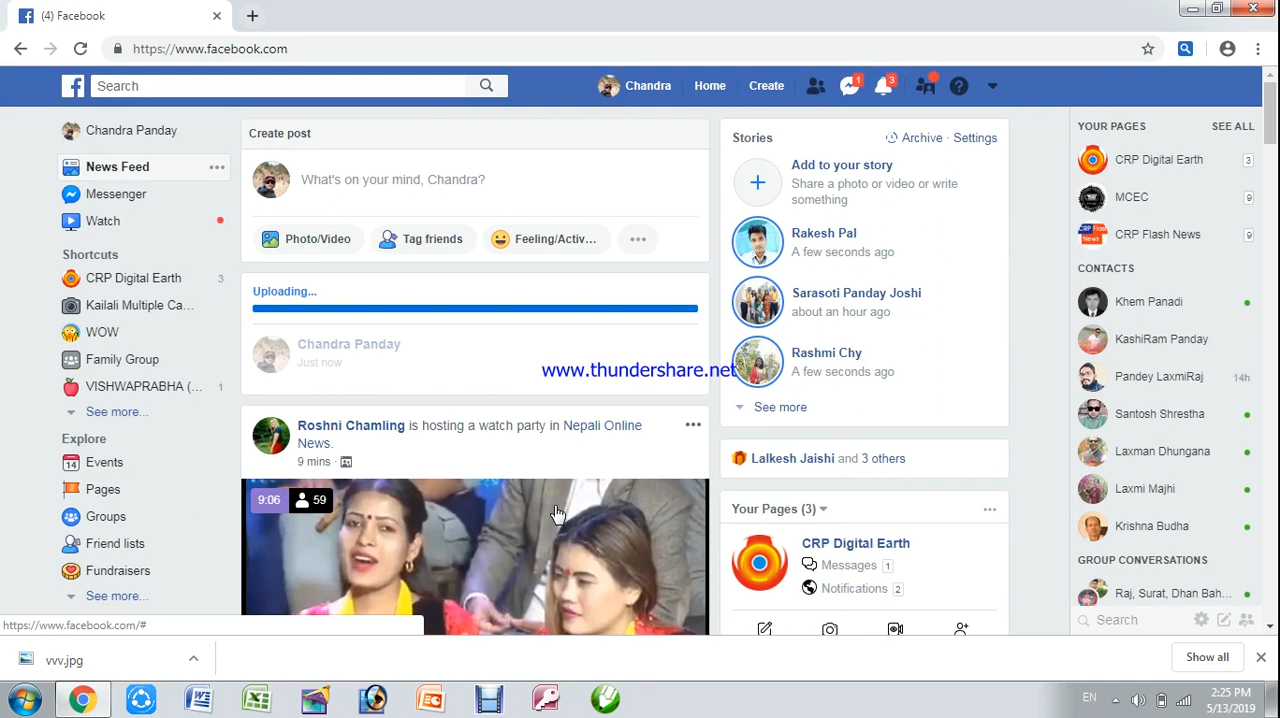 (4) Facebook
https://www.facebook.com
Search
Chandra
Home
Create
1
3
Chandra Panday
News Feed
Messenger
Watch
Shortcuts
CRP Digital Earth 3
Kailali Multiple Ca...
WOW
Family Group
VISHWAPRABHA (... 1
See more...
Explore
Events
Pages
Groups
Friend lists
Fundraisers
See more...
https://www.facebook.com/#
Create post
What's on your mind, Chandra?
Photo/Video
Tag friends
Feeling/Activ...
Uploading...
Chandra Panday
Just now
www.thundershare.net
Roshni Chamling is hosting a watch party in Nepali Online
News.
9 mins ·
9:06 59
Stories
Archive · Settings
Add to your story
Share a photo or video or write
something
Rakesh Pal
A few seconds ago
Sarasoti Panday Joshi
about an hour ago
Rashmi Chy
A few seconds ago
See more
Lalkesh Jaishi and 3 others
Your Pages (3)
CRP Digital Earth
Messages 1
Notifications 2
YOUR PAGES SEE ALL
CRP Digital Earth 3
MCEC 9
CRP Flash News 9
CONTACTS
Khem Panadi
KashiRam Panday
Pandey LaxmiRaj 14h
Santosh Shrestha
Laxman Dhungana
Laxmi Majhi
Krishna Budha
GROUP CONVERSATIONS
Raj, Surat, Dhan Bah...
Search
vvv.jpg
Show all
EN
2:25 PM
5/13/2019